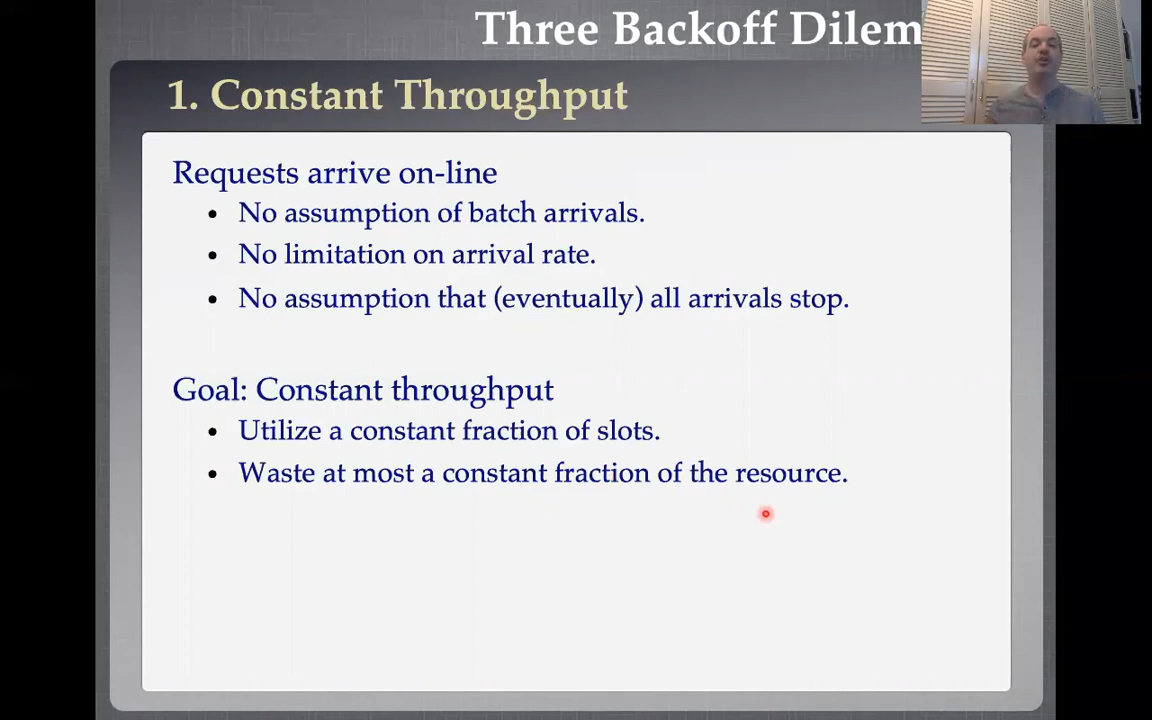 Three Backoff Dilem
1. Constant Throughput
Requests arrive on-line
• No assumption of batch arrivals.
• No limitation on arrival rate.
• No assumption that (eventually) all arrivals stop.
Goal: Constant throughput
• Utilize a constant fraction of slots.
• Waste at most a constant fraction of the resource.